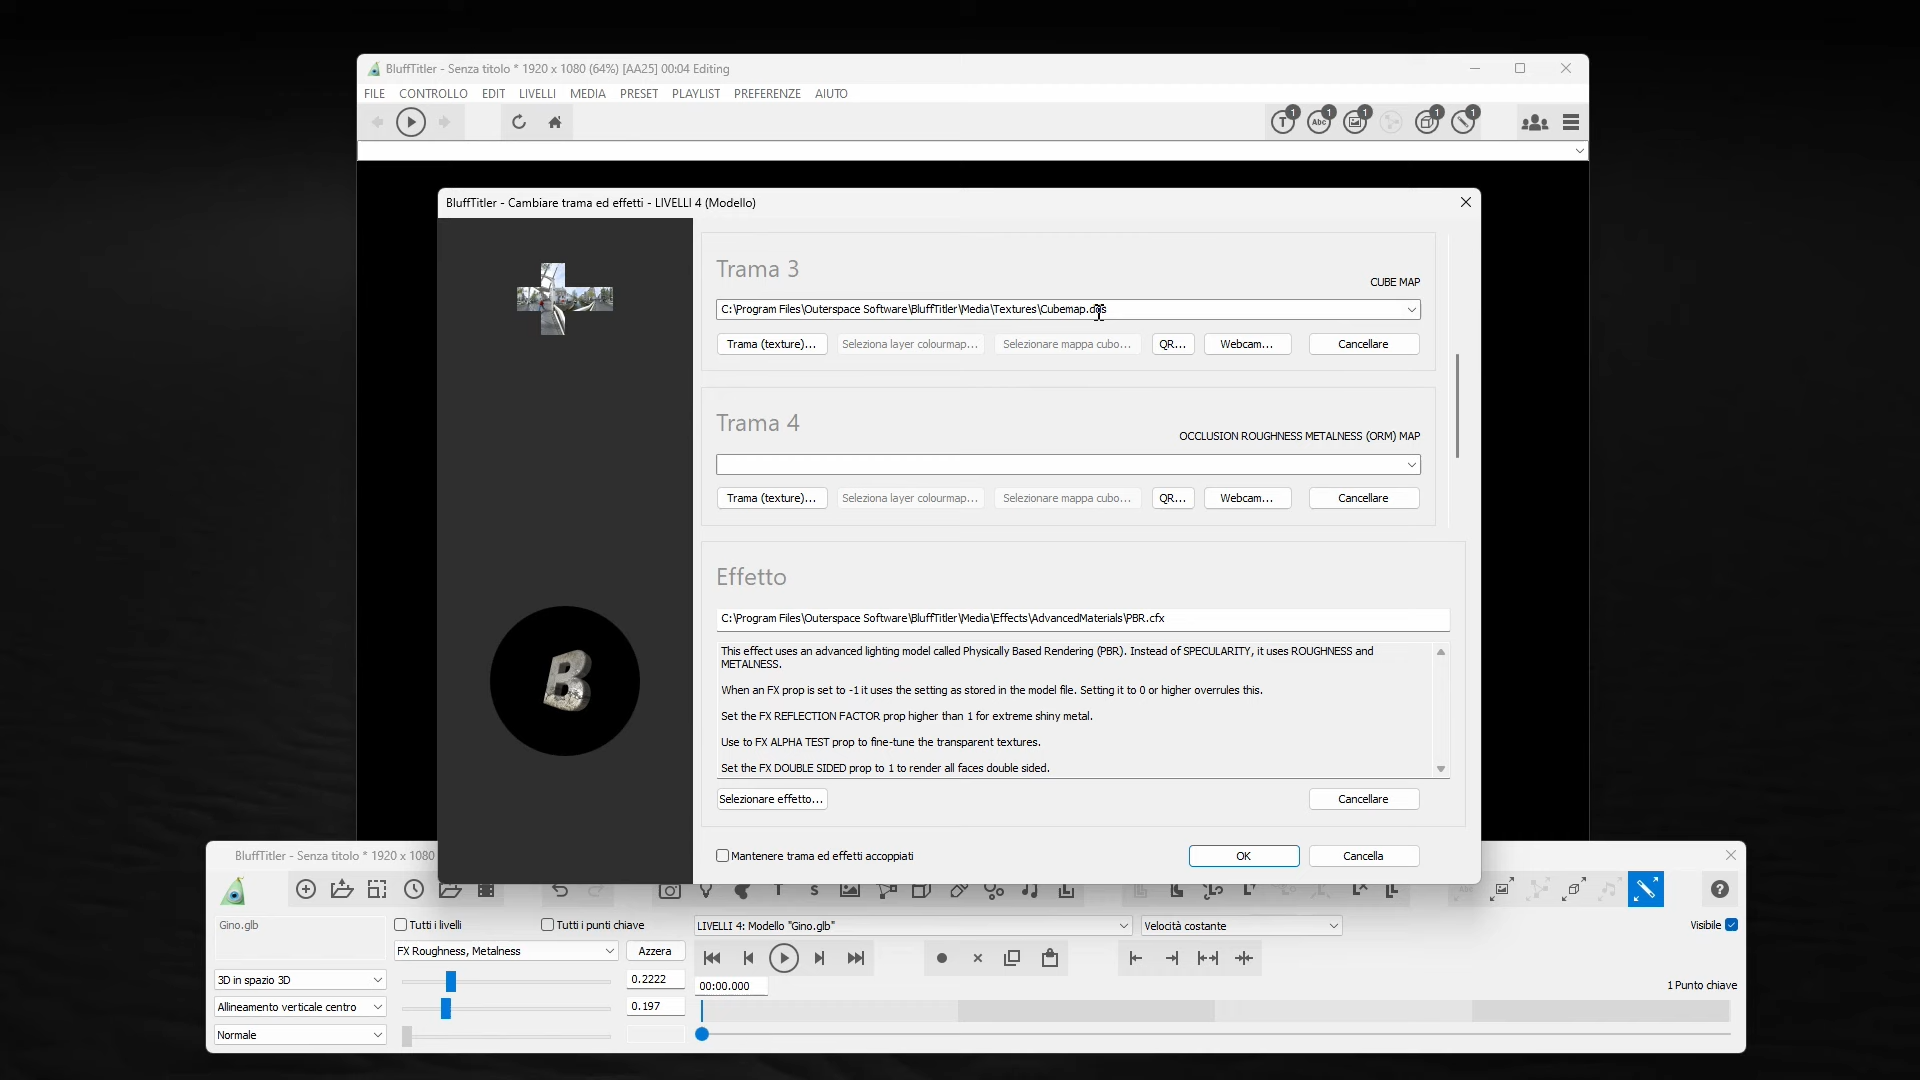 BluffTitler - Senza titolo * 1920 x 1080 (64%) [AA25] 00:04 Editing
FILE CONTROLLO EDIT LIVELLI MEDIA PRESET PLAYLIST PREFERENZE AIUTO
T 1 Abc 1 1 1 1
BluffTitler - Cambiare trama ed effetti - LIVELLI 4 (Modello)
Trama 3
CUBE MAP
C:\Program Files\Outerspace Software\BluffTitler\Media\Textures\Cubemap.dds
Trama (texture)... Seleziona layer colourmap... Selezionare mappa cubo... QR... Webcam... Cancellare
Trama 4
OCCLUSION ROUGHNESS METALNESS (ORM) MAP
Trama (texture)... Seleziona layer colourmap... Selezionare mappa cubo... QR... Webcam... Cancellare
Effetto
C:\Program Files\Outerspace Software\BluffTitler\Media\Effects\AdvancedMaterials\PBR.cfx
This effect uses an advanced lighting model called Physically Based Rendering (PBR). Instead of SPECULARITY, it uses ROUGHNESS and
METALNESS.
When an FX prop is set to -1 it uses the setting as stored in the model file. Setting it to 0 or higher overrules this.
Set the FX REFLECTION FACTOR prop higher than 1 for extreme shiny metal.
Use to FX ALPHA TEST prop to fine-tune the transparent textures.
Set the FX DOUBLE SIDED prop to 1 to render all faces double sided.
Selezionare effetto... Cancellare
Mantenere trama ed effetti accoppiati OK Cancella
B
BluffTitler - Senza titolo * 1920 x 1080
Gino.glb Tutti i livelli Tutti i punti chiave LIVELLI 4: Modello "Gino.glb" Velocità costante Visibile
FX Roughness, Metalness Azzera
3D in spazio 3D 0.2222 00:00.000 1 Punto chiave
Allineamento verticale centro 0.197
Normale